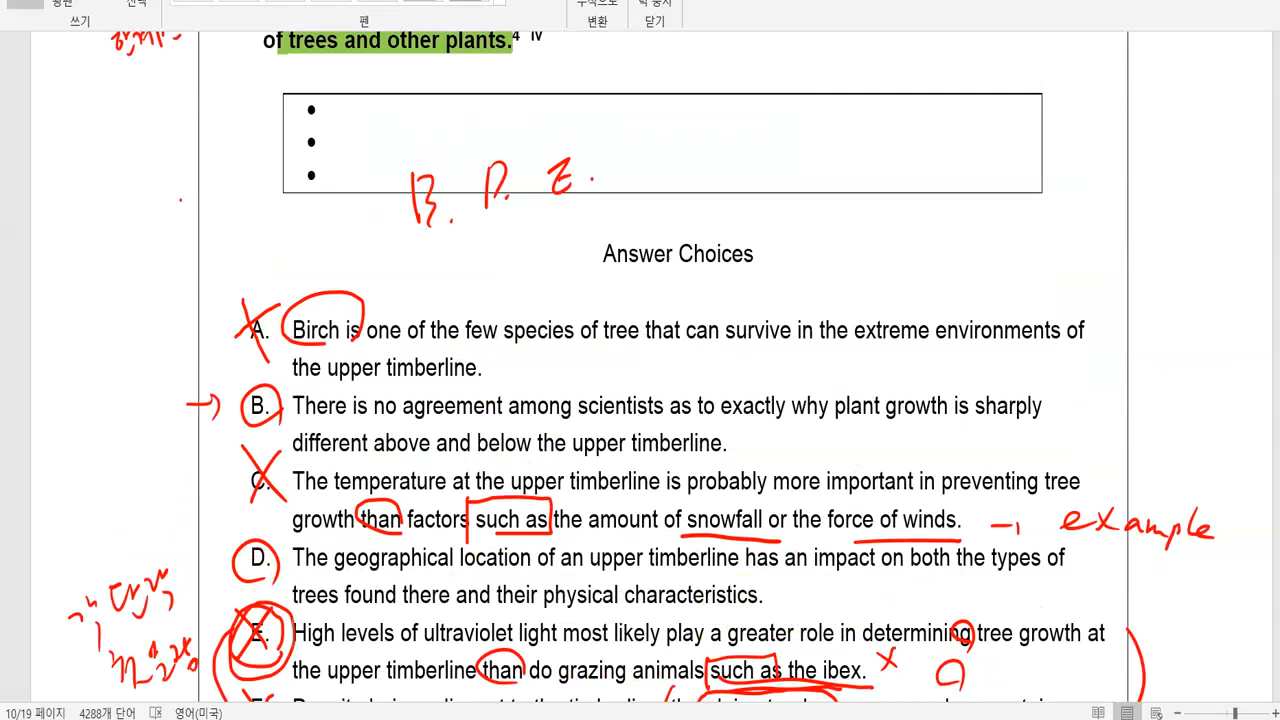 쓰기
펜
변환
닫기
of trees and other plants.4 IV
•
•
•
B. D. E.
Answer Choices
A. Birch is one of the few species of tree that can survive in the extreme environments of
the upper timberline.
→ B. There is no agreement among scientists as to exactly why plant growth is sharply
different above and below the upper timberline.
C. The temperature at the upper timberline is probably more important in preventing tree
growth than factors such as the amount of snowfall or the force of winds. → example
D. The geographical location of an upper timberline has an impact on both the types of
trees found there and their physical characteristics.
E. High levels of ultraviolet light most likely play a greater role in determining tree growth at
the upper timberline than do grazing animals such as the ibex. x
10/19 페이지 4288개 단어 영어(미국)